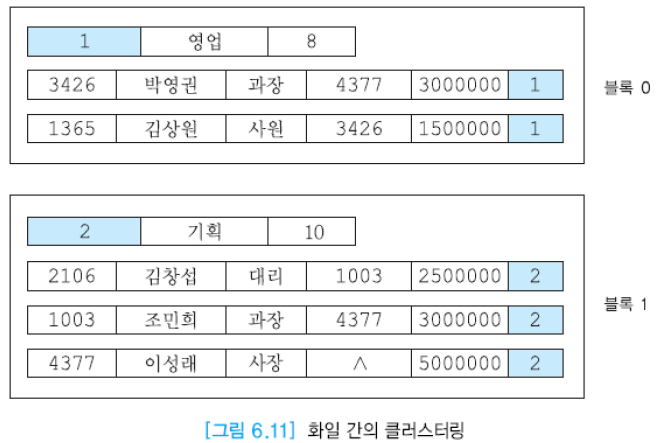 1 영업 8
3426 박영권 과장 4377 3000000 1
블록 0
1365 김상원 사원 3426 1500000 1
2 기획 10
2106 김창섭 대리 1003 2500000 2
1003 조민희 과장 4377 3000000 2
블록 1
4377 이성래 사장 ∧ 5000000 2
[그림 6.11] 화일 간의 클러스터링